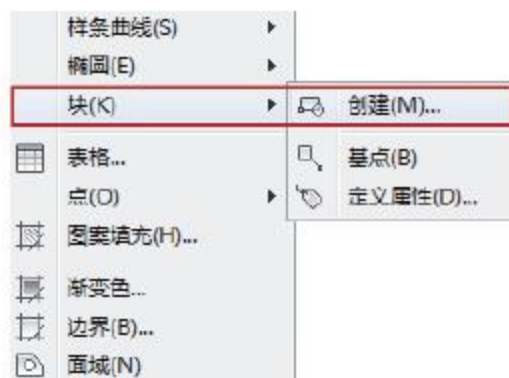 样条曲线(S)
椭圆(E)
块(K)
创建(M)...
表格...
基点(B)
点(O)
定义属性(D)...
图案填充(H)...
渐变色...
边界(B)...
面域(N)